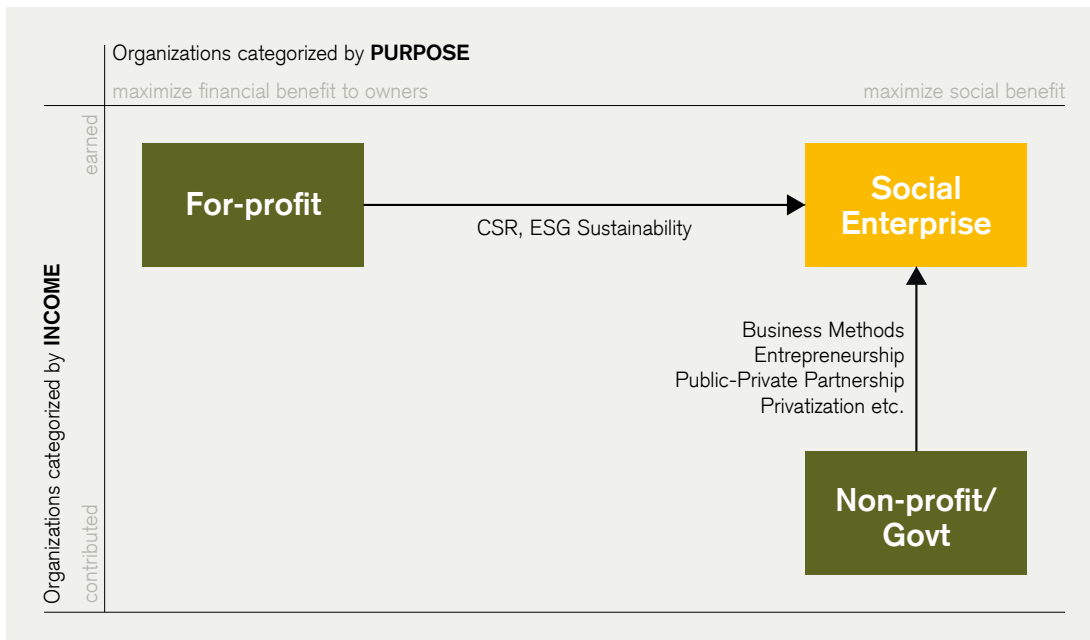 Organizations categorized by PURPOSE
maximize financial benefit to owners
maximize social benefit
Organizations categorized by INCOME
earned
contributed
For-profit
CSR, ESG Sustainability
Social
Enterprise
Business Methods
Entrepreneurship
Public-Private Partnership
Privatization etc.
Non-profit/
Govt